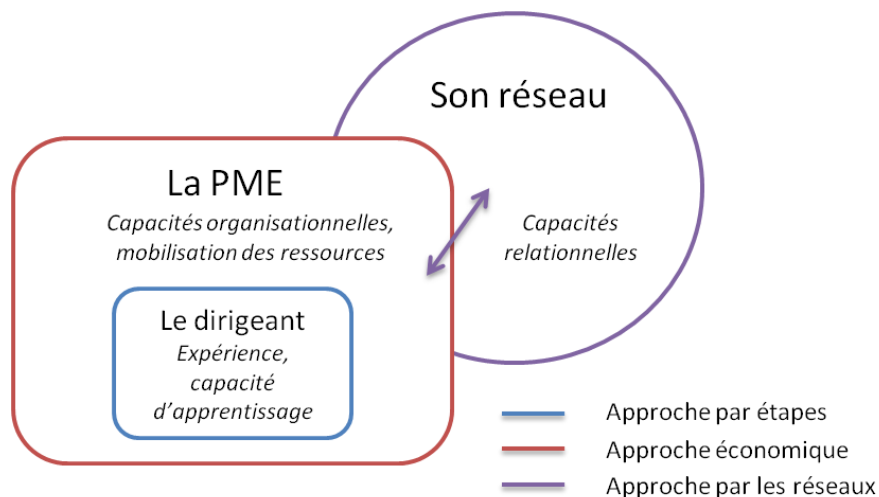 Son réseau
La PME
Capacités organisationnelles,
mobilisation des ressources
Capacités
relationnelles
Le dirigeant
Expérience,
capacité
d'apprentissage
Approche par étapes
Approche économique
Approche par les réseaux